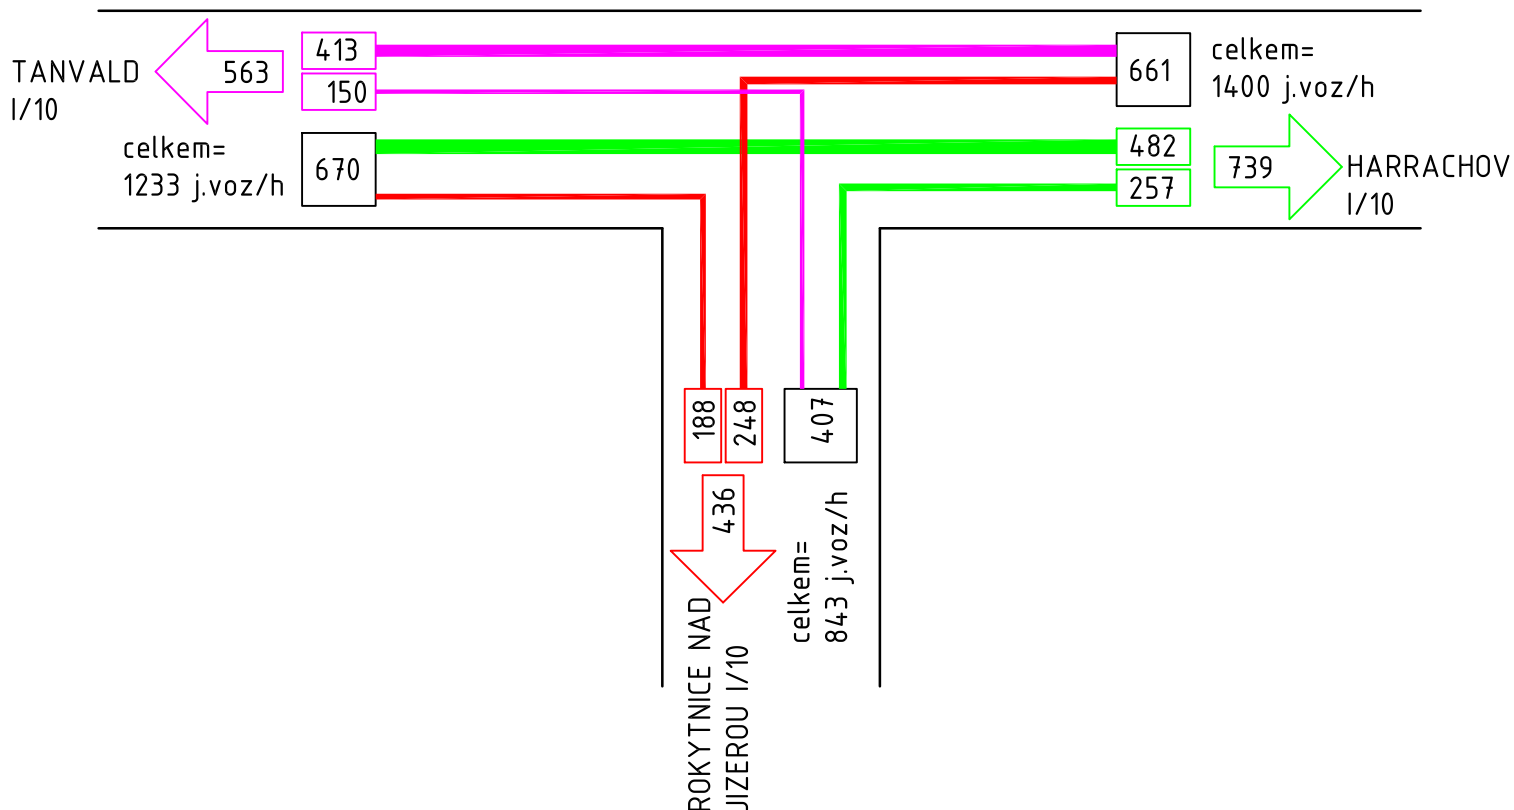 TANVALD
I/10
563
413
150
celkem=
1233 j.voz/h
670
661
celkem=
1400 j.voz/h
482
257
739
HARRACHOV
I/10
188
248
407
436
celkem=
843 j.voz/h
ROKYTNICE NAD
JIZEROU I/10